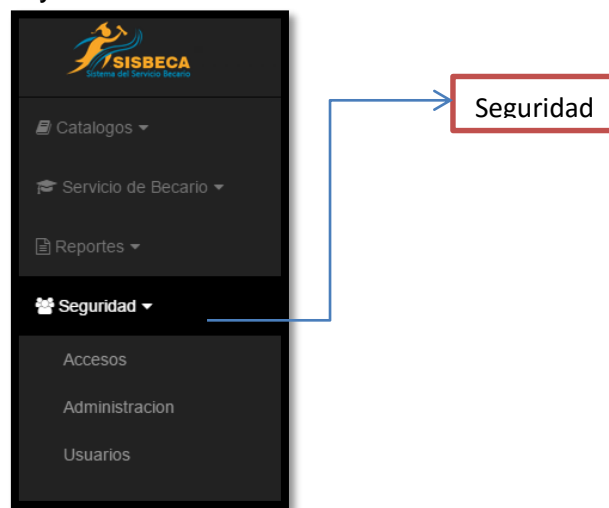 SISBECA
Sistema del Servicio Becario
Catalogos
Servicio de Becario
Reportes
Seguridad
Accesos
Administracion
Usuarios
Seguridad